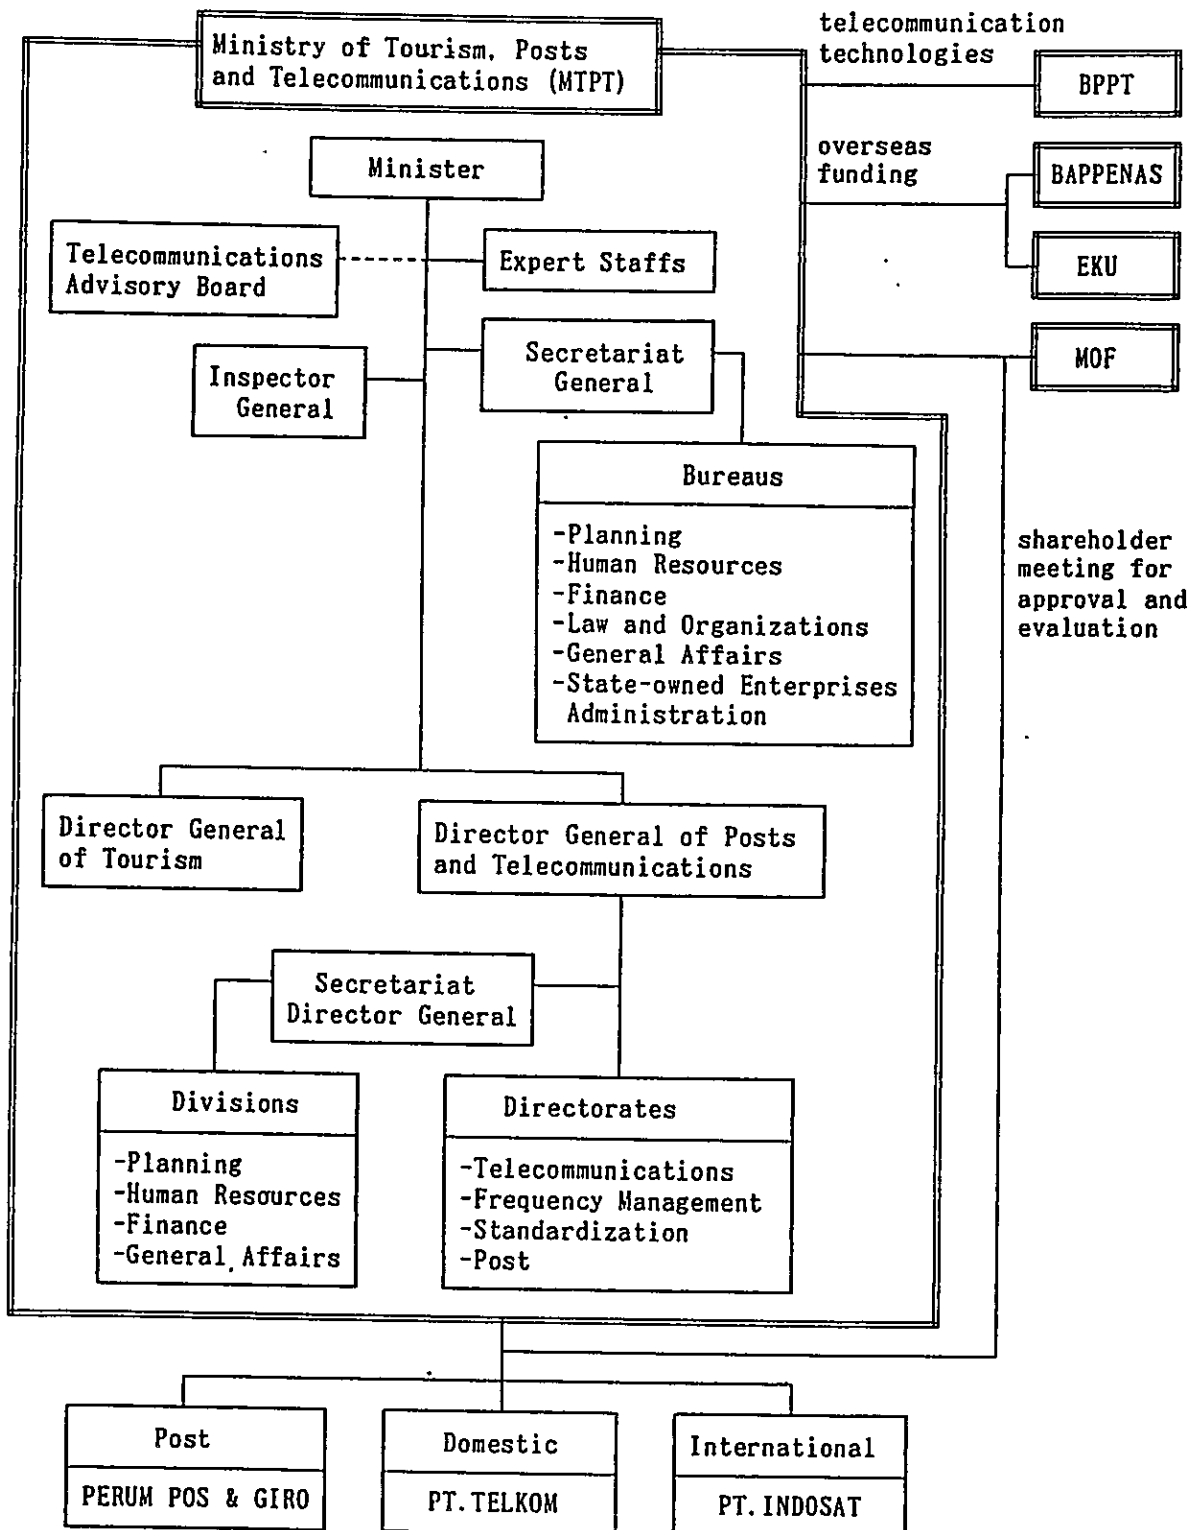 Ministry of Tourism, Posts
and Telecommunications (MTPT)
telecommunication
technologies
BPPT
overseas
funding
BAPPENAS
EKU
MOF
Minister
Telecommunications
Advisory Board
Expert Staffs
Secretariat
General
Inspector
General
Bureaus
-Planning
-Human Resources
-Finance
-Law and Organizations
-General Affairs
-State-owned Enterprises
Administration
shareholder
meeting for
approval and
evaluation
Director General
of Tourism
Director General of Posts
and Telecommunications
Secretariat
Director General
Divisions
-Planning
-Human Resources
-Finance
-General Affairs
Directorates
-Telecommunications
-Frequency Management
-Standardization
-Post
Post
PERUM POS & GIRO
Domestic
PT.TELKOM
International
PT.INDOSAT